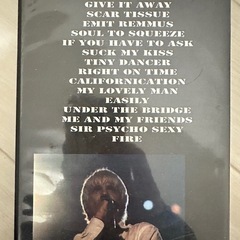 GIVE IT AWAY
SCAR TISSUE
EMIT REMMUS
SOUL TO SQUEEZE
IF YOU HAVE TO ASK
SUCK MY KISS
TINY DANCER
RIGHT ON TIME
CALIFORNICATION
MY LOVELY MAN
EASILY
UNDER THE BRIDGE
ME AND MY FRIENDS
SIR PSYCHO SEXY
FIRE